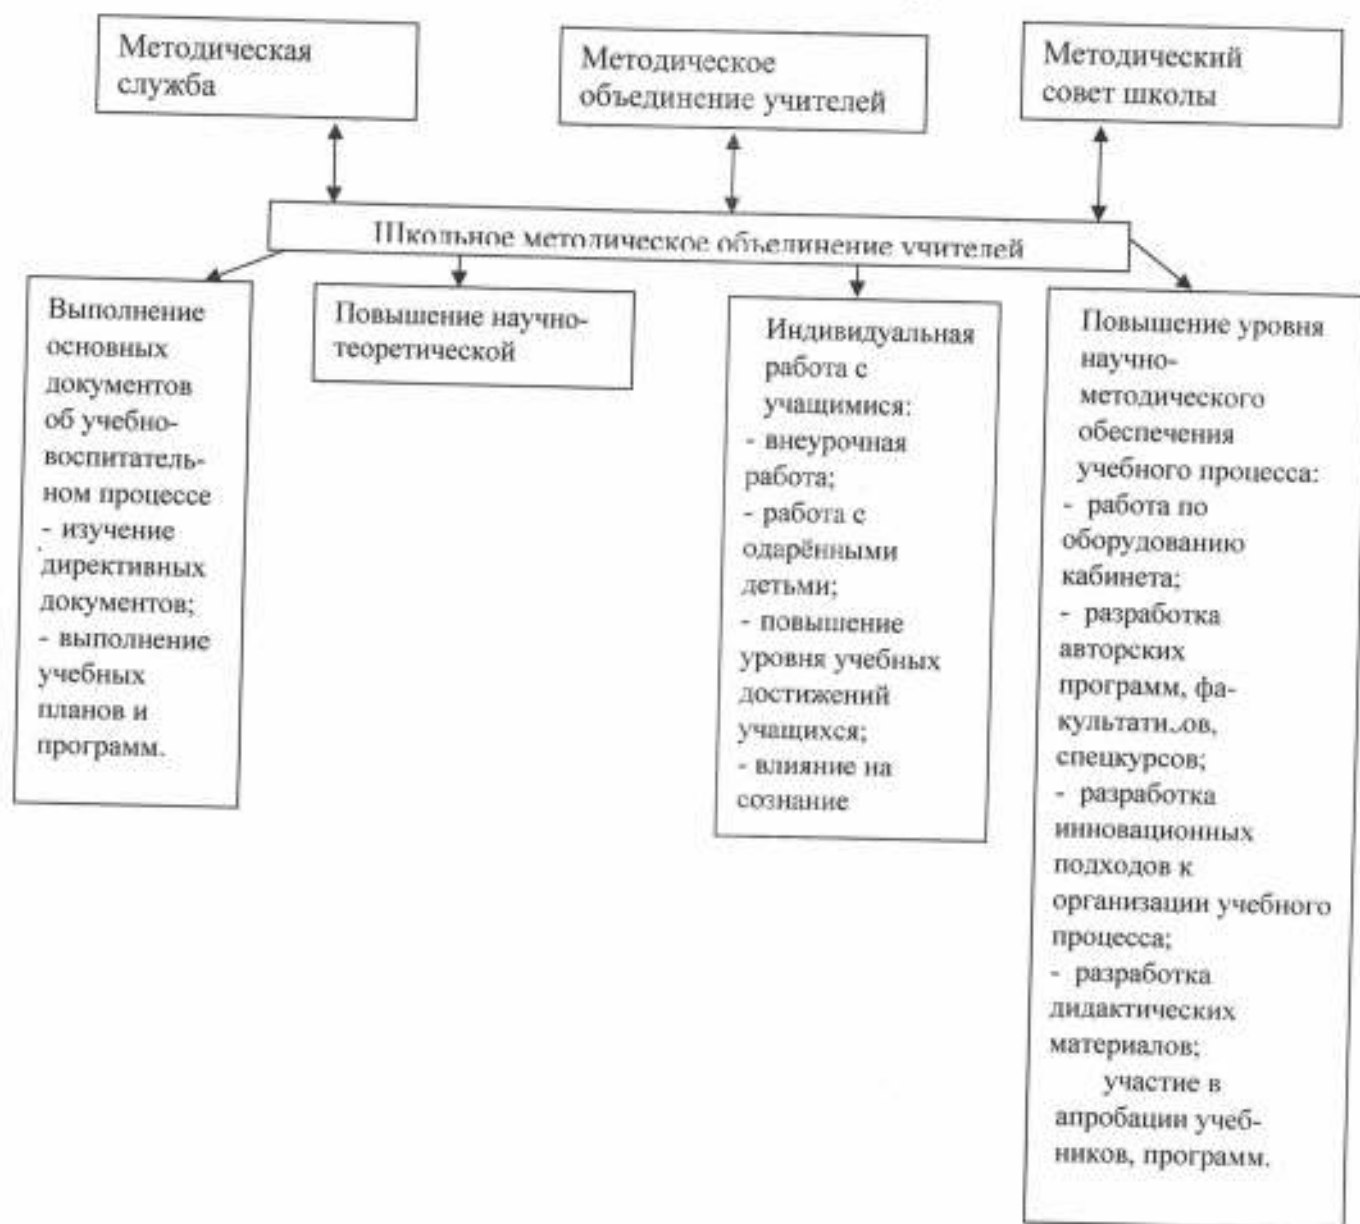 Методическая
служба
Методическое
объединение учителей
Методический
совет школы
Школьное методическое объединение учителей
Выполнение
основных
документов
об учебно-
воспитатель-
ном процессе
- изучение
директивных
документов;
- выполнение
учебных
планов и
программ.
Повышение научно-
теоретической
Индивидуальная
работа с
учащимися:
- внеурочная
работа;
- работа с
одарёнными
детьми;
- повышение
уровня учебных
достижений
учащихся;
- влияние на
сознание
Повышение уровня
научно-
методического
обеспечения
учебного процесса:
- работа по
оборудованию
кабинета;
- разработка
авторских
программ, фа-
культативов,
спецкурсов;
- разработка
инновационных
подходов к
организации учебного
процесса;
- разработка
дидактических
материалов;
участие в
апробации учеб-
ников, программ.